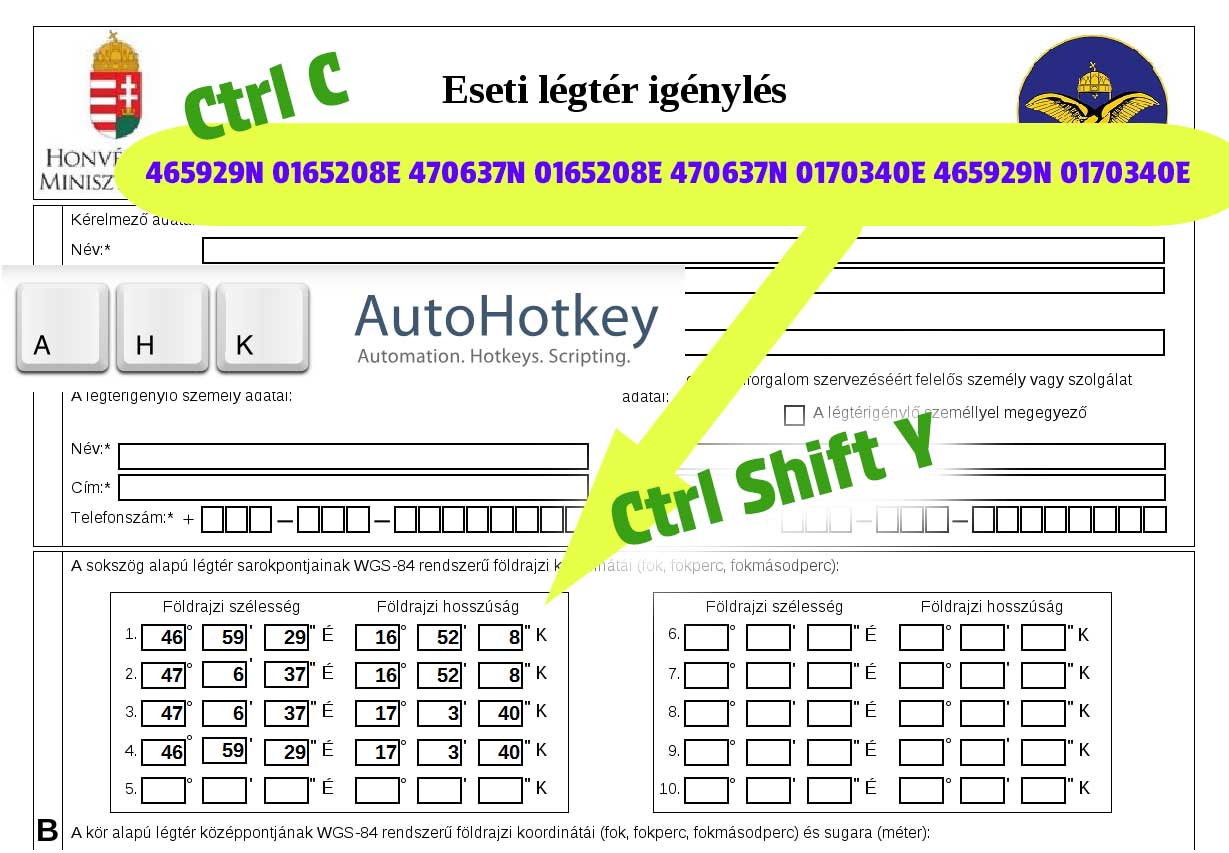 Ctrl C
Eseti légtér igénylés
HONVÉ
MINISZ
465929N 0165208E 470637N 0165208E 470637N 0170340E 465929N 0170340E
Kérelmező
Név:*
A H K
AutoHotkey
Automation. Hotkeys. Scripting.
szervezéséért felelős személy vagy szolgálat
A légtérigénylő személy adatai:
adatai:
A légtérigénylő személlyel megegyező
Név:*
Cím:*
Ctrl Shift Y
Telefonszám:* + – – – –
A sokszög alapú légtér sarokpontjainak WGS-84 rendszerű földrajzi koordinátái (fok, fokperc, fokmásodperc):
Földrajzi szélesség Földrajzi hosszúság Földrajzi szélesség Földrajzi hosszúság
1. 46 ° 59 ' 29 " É 16 ° 52 ' 8 " K 6. ° ' " É ° ' " K
2. 47 ° 6 ' 37 " É 16 ° 52 ' 8 " K 7. ° ' " É ° ' " K
3. 47 ° 6 ' 37 " É 17 ° 3 ' 40 " K 8. ° ' " É ° ' " K
4. 46 ° 59 ' 29 " É 17 ° 3 ' 40 " K 9. ° ' " É ° ' " K
5. ° ' " É ° ' " K 10. ° ' " É ° ' " K
B A kör alapú légtér középpontjának WGS-84 rendszerű földrajzi koordinátái (fok, fokperc, fokmásodperc) és sugara (méter):